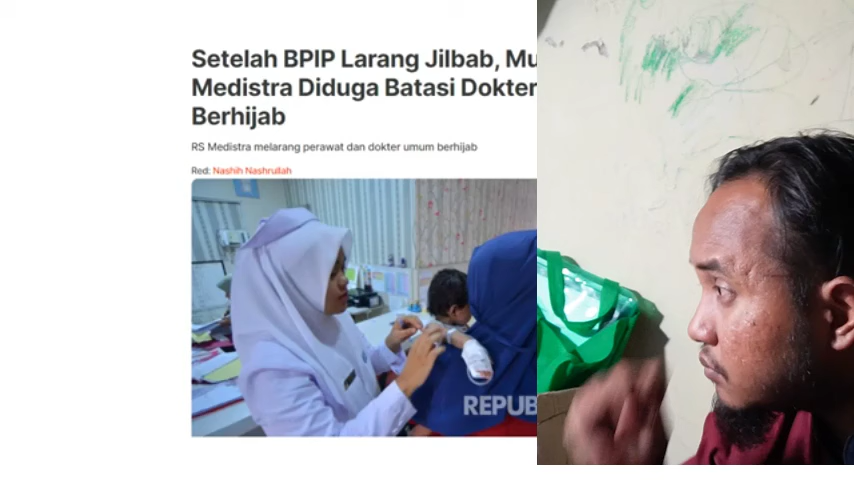 Setelah BPIP Larang Jilbab, Mu
Medistra Diduga Batasi Dokter
Berhijab
RS Medistra melarang perawat dan dokter umum berhijab
Red: Nashih Nashrullah
REPUB